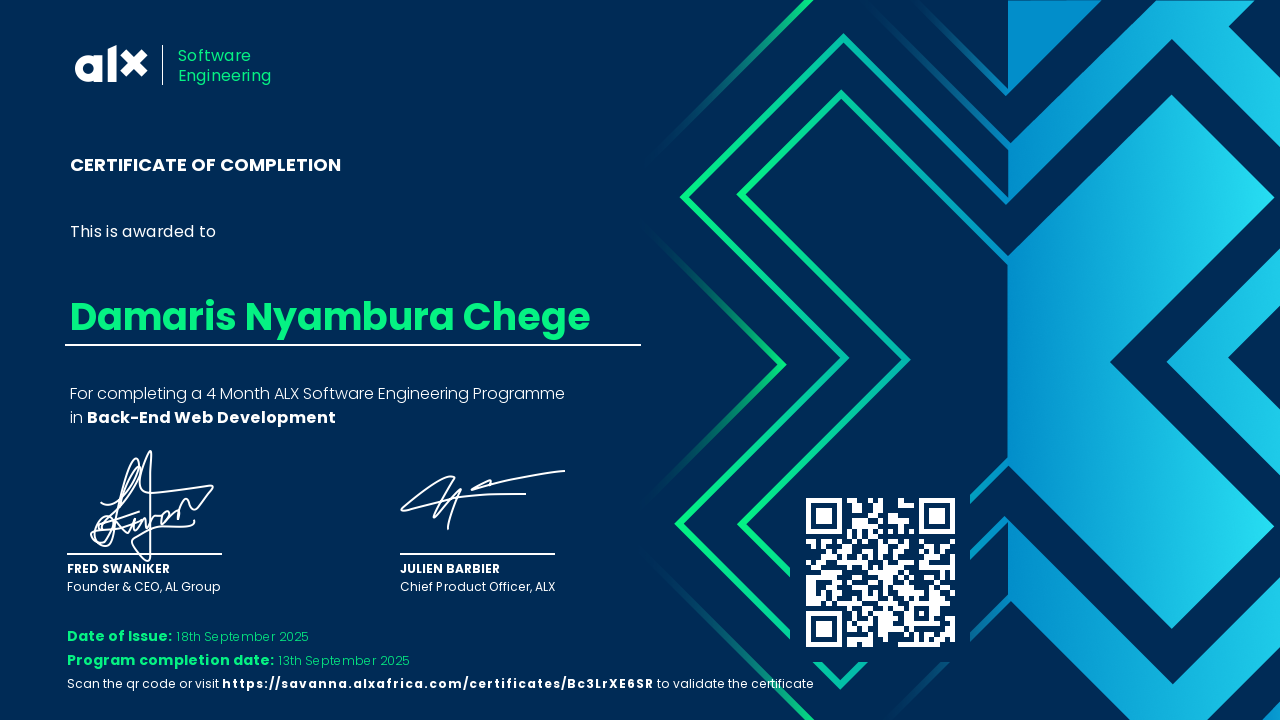 alx
Software
Engineering
CERTIFICATE OF COMPLETION
This is awarded to
Damaris Nyambura Chege
For completing a 4 Month ALX Software Engineering Programme
in Back-End Web Development
FRED SWANIKER
Founder & CEO, AL Group
JULIEN BARBIER
Chief Product Officer, ALX
Date of Issue: 18th September 2025
Program completion date: 13th September 2025
Scan the qr code or visit https://savanna.alxafrica.com/certificates/Bc3LrXE6SR to validate the certificate